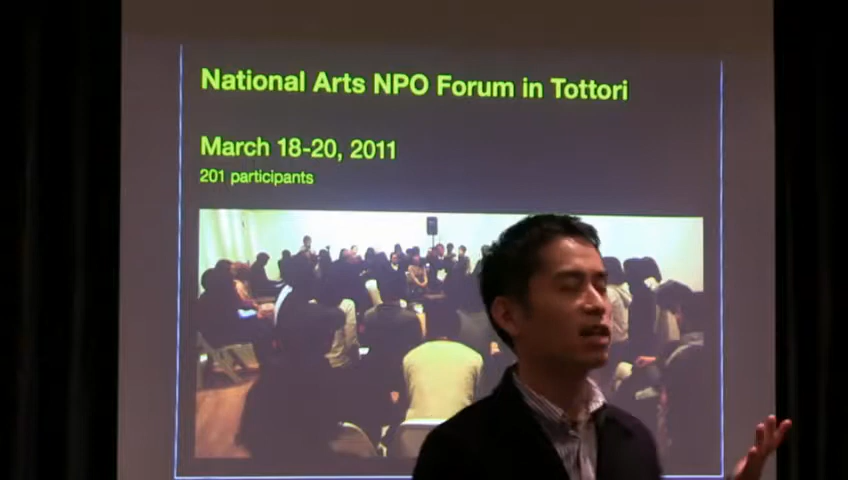 National Arts NPO Forum in Tottori
March 18-20, 2011
201 participants